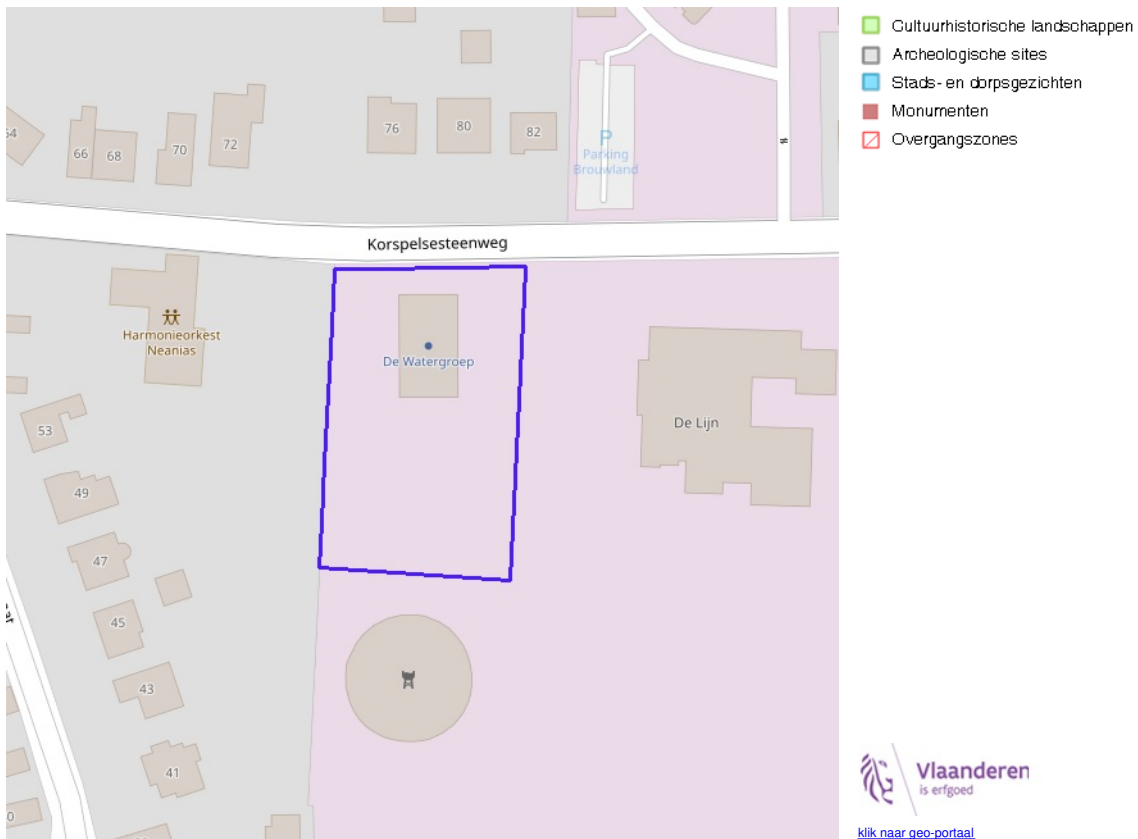 Cultuurhistorische landschappen
Archeologische sites
Stads- en dorpsgezichten
Monumenten
Overgangszones
66
68
70
72
76
80
82
P
Parking
Brouwland
Korspelsesteenweg
Harmonieorkest
Neanias
De Watergroep
De Lijn
53
49
47
45
43
41
Vlaanderen
is erfgoed
klik naar geo-portaal